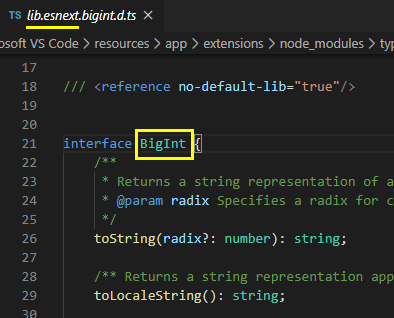 TS lib.esnext.bigint.d.ts
osoft VS Code > resources > app > extensions > node_modules > typ
17
18 /// <reference no-default-lib="true"/>
19
20
21 interface BigInt {
22 /**
23 * Returns a string representation of a
24 * @param radix Specifies a radix for c
25 */
26 toString(radix?: number): string;
27
28 /** Returns a string representation app
29 toLocaleString(): string;